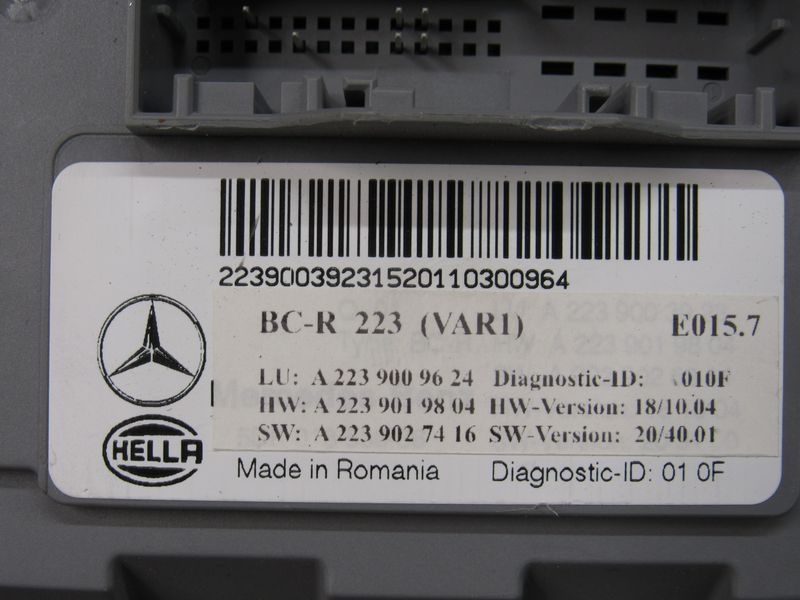 22390039231520110300964
BC-R 223 (VAR1) E015.7
LU: A 223 900 96 24 Diagnostic-ID: 010F
HW: A 223 901 98 04 HW-Version: 18/10.04
SW: A 223 902 74 16 SW-Version: 20/40.01
HELLA
Made in Romania Diagnostic-ID: 01 0F